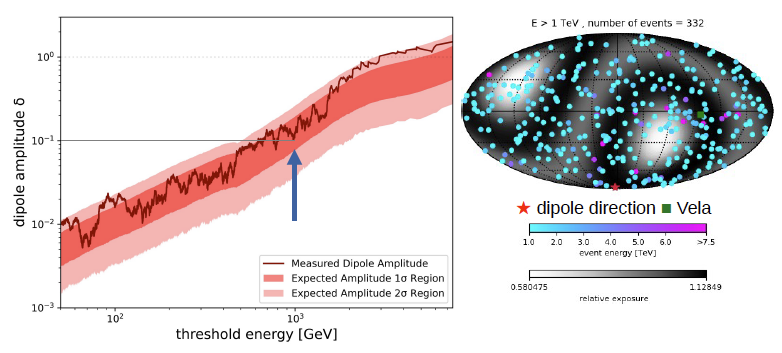 dipole amplitude δ
10⁰
10⁻¹
10⁻²
10⁻³
10²
10³
threshold energy [GeV]
Measured Dipole Amplitude
Expected Amplitude 1σ Region
Expected Amplitude 2σ Region
E > 1 TeV , number of events = 332
dipole direction
Vela
1.0 2.0 3.0 4.0 5.0 6.0 >7.5
event energy [TeV]
0.580475 1.12849
relative exposure